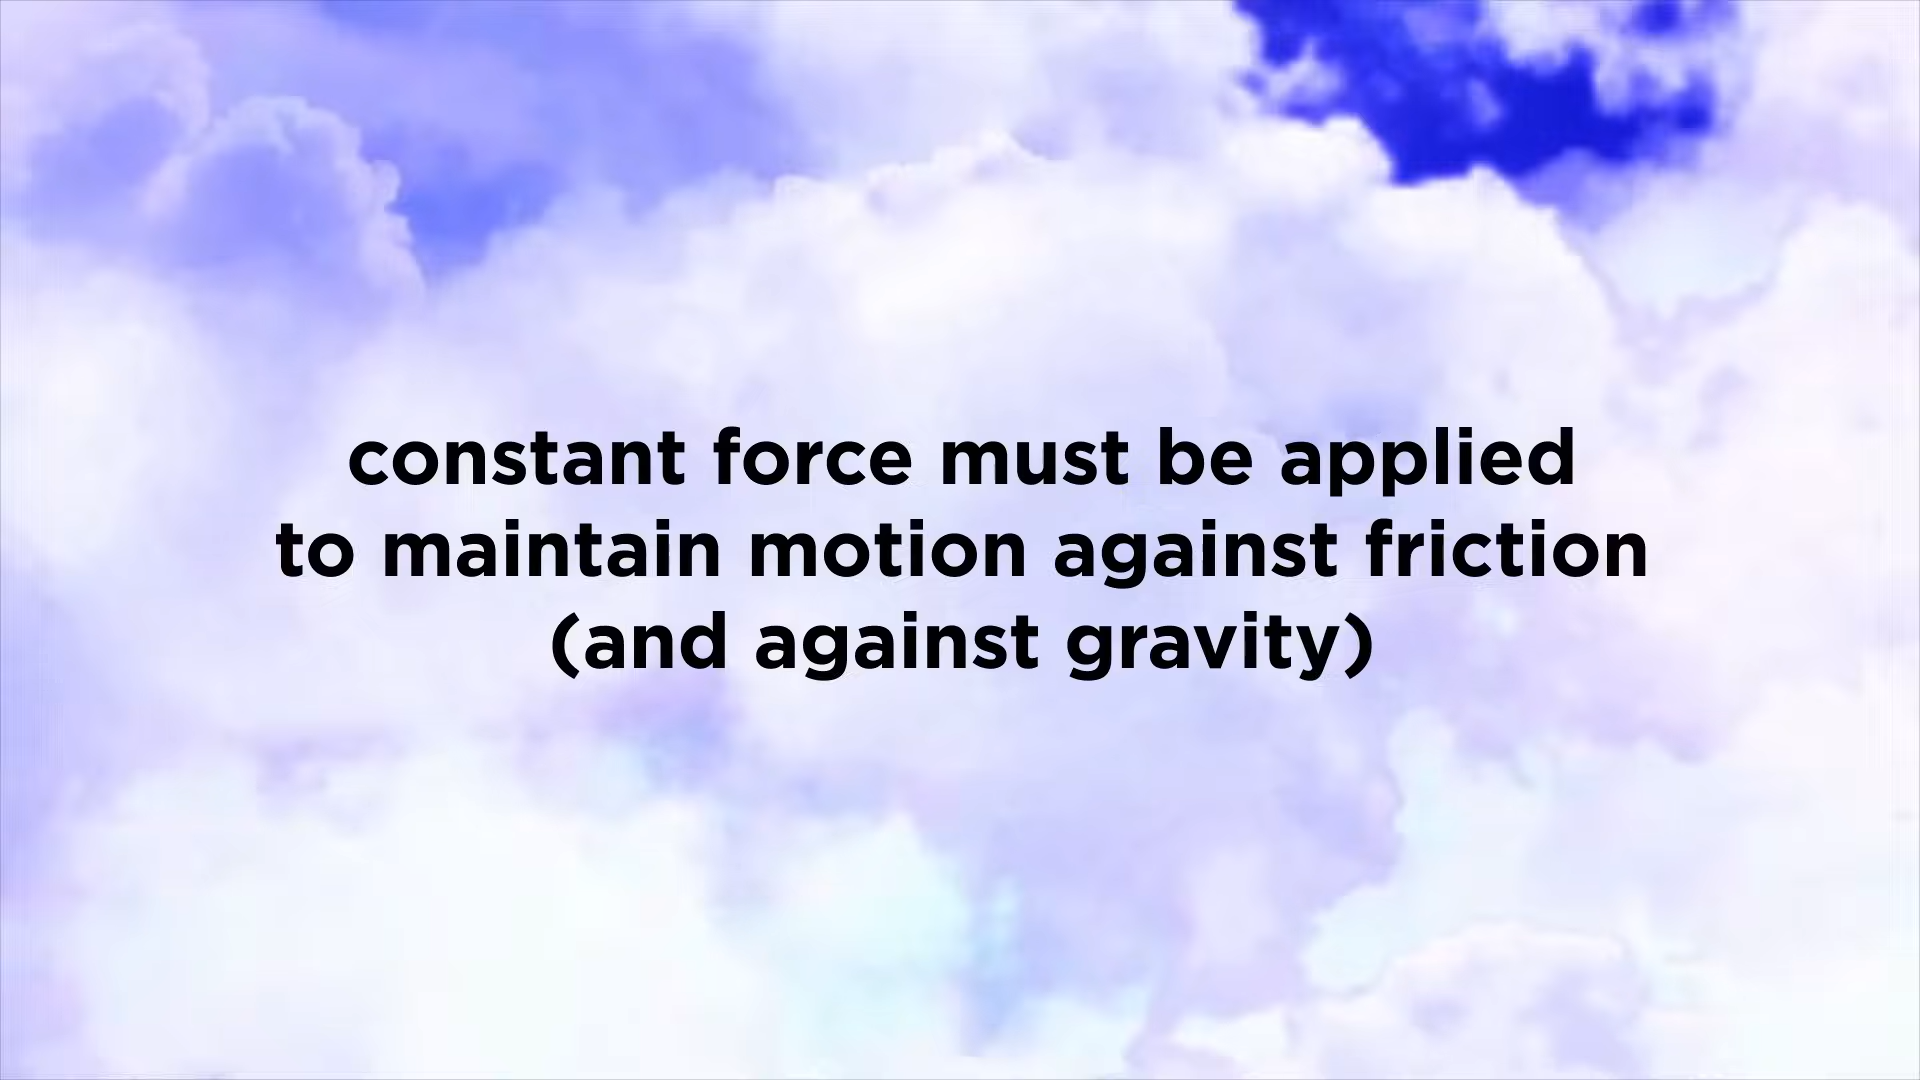 constant force must be applied
to maintain motion against friction
(and against gravity)